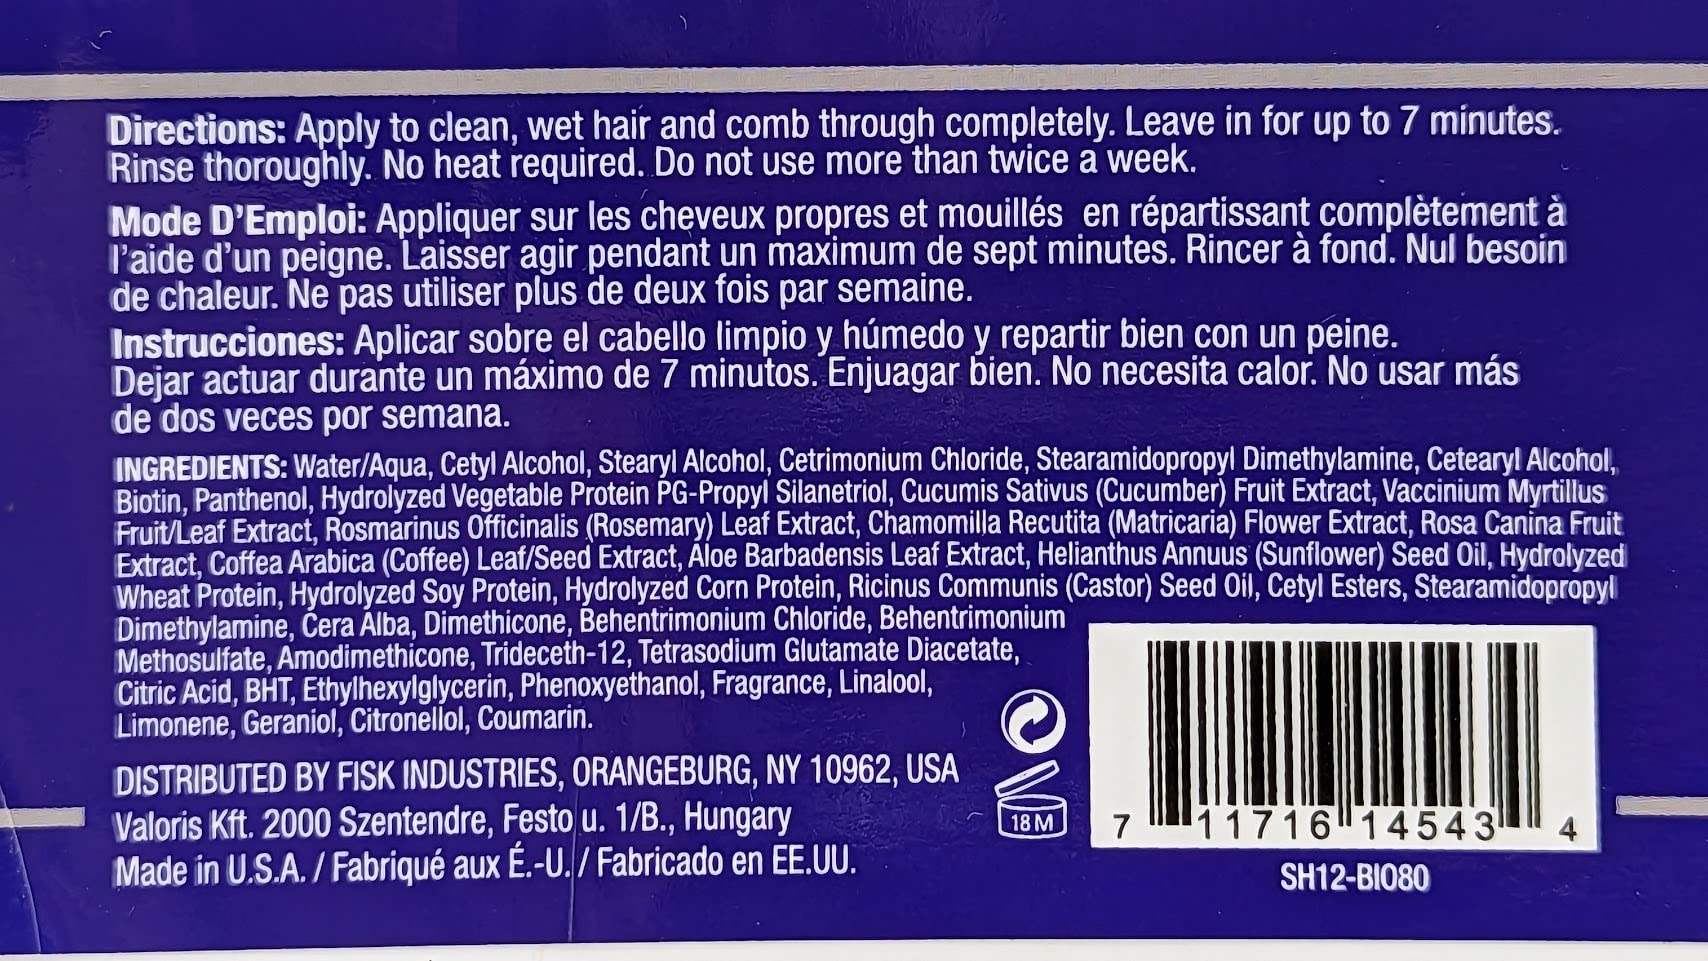 Directions: Apply to clean, wet hair and comb through completely. Leave in for up to 7 minutes.
Rinse thoroughly. No heat required. Do not use more than twice a week.
Mode D'Emploi: Appliquer sur les cheveux propres et mouillés en répartissant complètement à
l'aide d'un peigne. Laisser agir pendant un maximum de sept minutes. Rincer à fond. Nul besoin
de chaleur. Ne pas utiliser plus de deux fois par semaine.
Instrucciones: Aplicar sobre el cabello limpio y húmedo y repartir bien con un peine.
Dejar actuar durante un máximo de 7 minutos. Enjuagar bien. No necesita calor. No usar más
de dos veces por semana.
INGREDIENTS: Water/Aqua, Cetyl Alcohol, Stearyl Alcohol, Cetrimonium Chloride, Stearamidopropyl Dimethylamine, Cetearyl Alcohol,
Biotin, Panthenol, Hydrolyzed Vegetable Protein PG-Propyl Silanetriol, Cucumis Sativus (Cucumber) Fruit Extract, Vaccinium Myrtillus
Fruit/Leaf Extract, Rosmarinus Officinalis (Rosemary) Leaf Extract, Chamomilla Recutita (Matricaria) Flower Extract, Rosa Canina Fruit
Extract, Coffea Arabica (Coffee) Leaf/Seed Extract, Aloe Barbadensis Leaf Extract, Helianthus Annuus (Sunflower) Seed Oil, Hydrolyzed
Wheat Protein, Hydrolyzed Soy Protein, Hydrolyzed Corn Protein, Ricinus Communis (Castor) Seed Oil, Cetyl Esters, Stearamidopropyl
Dimethylamine, Cera Alba, Dimethicone, Behentrimonium Chloride, Behentrimonium
Methosulfate, Amodimethicone, Trideceth-12, Tetrasodium Glutamate Diacetate,
Citric Acid, BHT, Ethylhexylglycerin, Phenoxyethanol, Fragrance, Linalool,
Limonene, Geraniol, Citronellol, Coumarin.
DISTRIBUTED BY FISK INDUSTRIES, ORANGEBURG, NY 10962, USA
Valoris Kft. 2000 Szentendre, Festo u. 1/B., Hungary
Made in U.S.A. / Fabriqué aux É.-U. / Fabricado en EE.UU.
18 M
7 11716 14543 4
SH12-BIO80